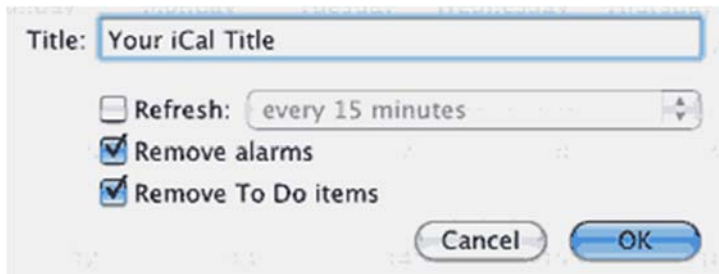 Title: Your iCal Title
Refresh: every 15 minutes
Remove alarms
Remove To Do items
Cancel OK